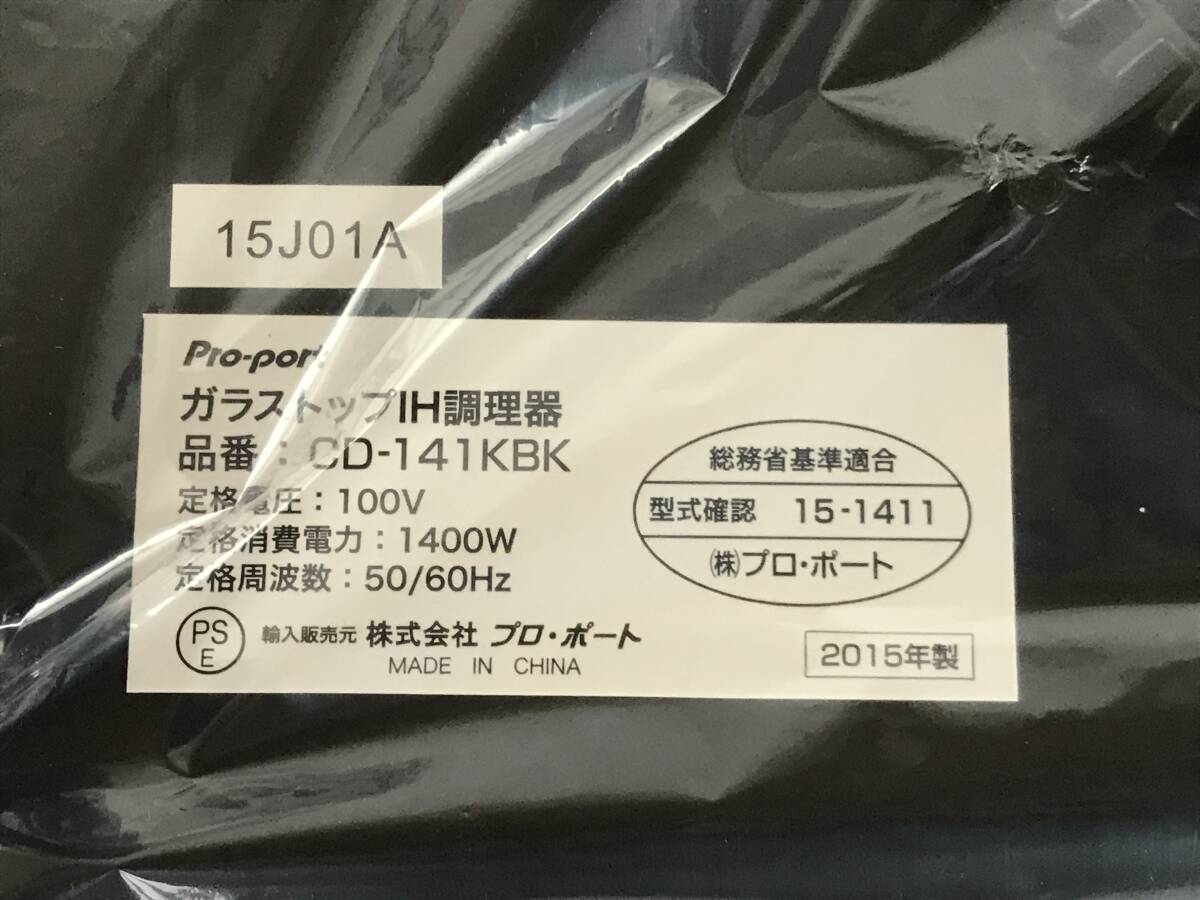 15J01A
Pro-port
ガラストップIH調理器
品番：CD-141KBK
定格電圧：100V
定格消費電力：1400W
定格周波数：50/60Hz
総務省基準適合
型式確認 15-1411
㈱プロ・ポート
PS
E
輸入販売元 株式会社 プロ・ポート
MADE IN CHINA
2015年製